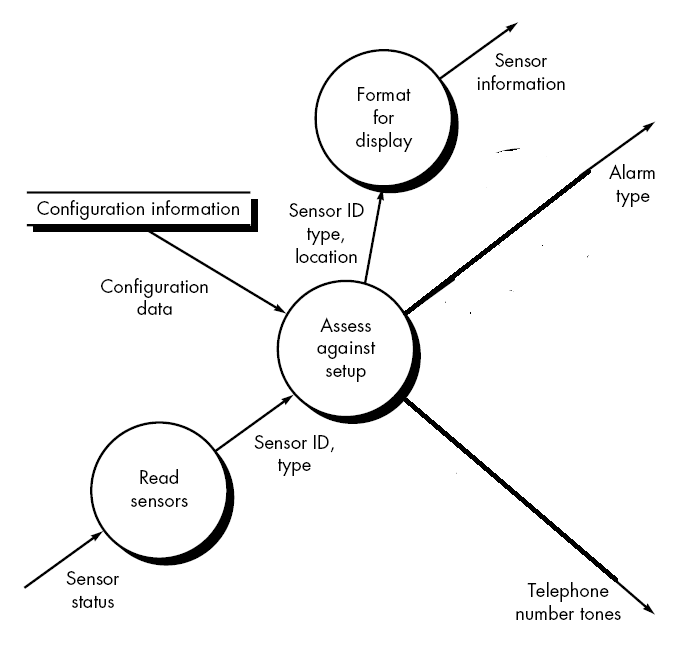 Sensor
information
Format
for
display
Alarm
type
Configuration information
Sensor ID
type,
location
Configuration
data
Assess
against
setup
Sensor ID,
type
Read
sensors
Sensor
status
Telephone
number tones